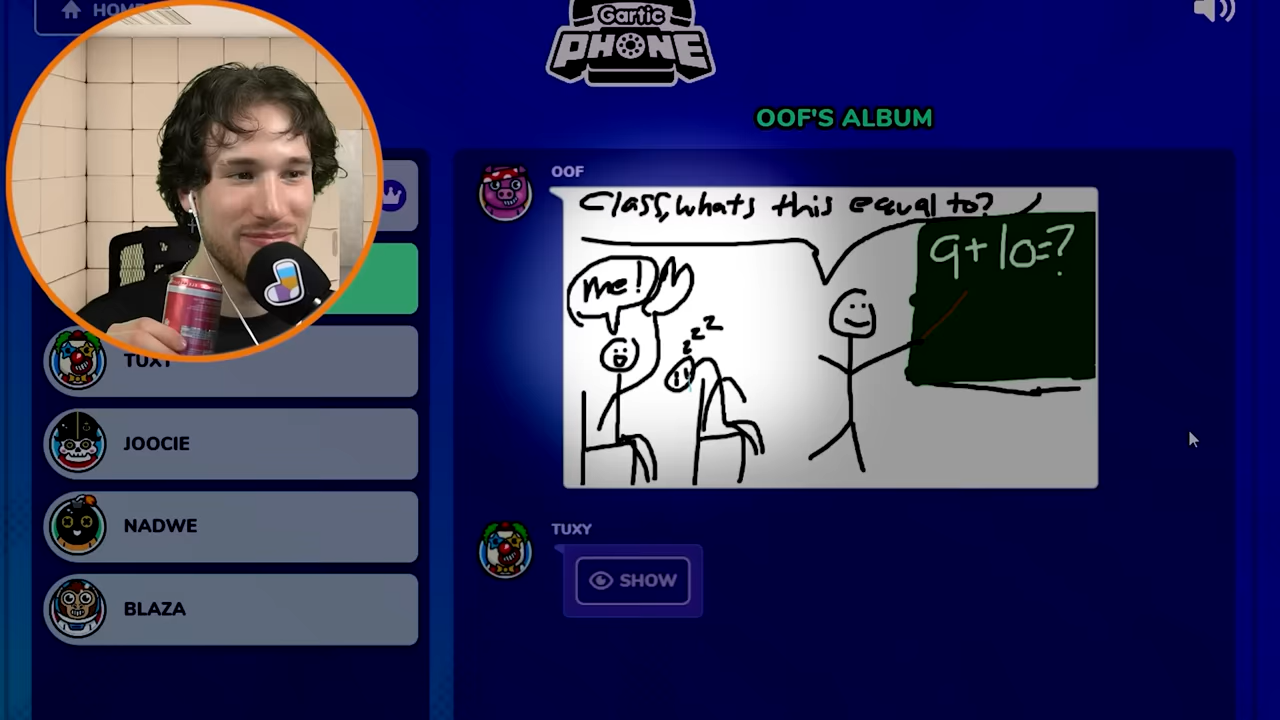 HOME
Gartic
PHONE
OOF'S ALBUM
OOF
Class, whats this equal to?
9+10=?
me!
z z z
TUXY
JOOCIE
NADWE
BLAZA
TUXY
SHOW